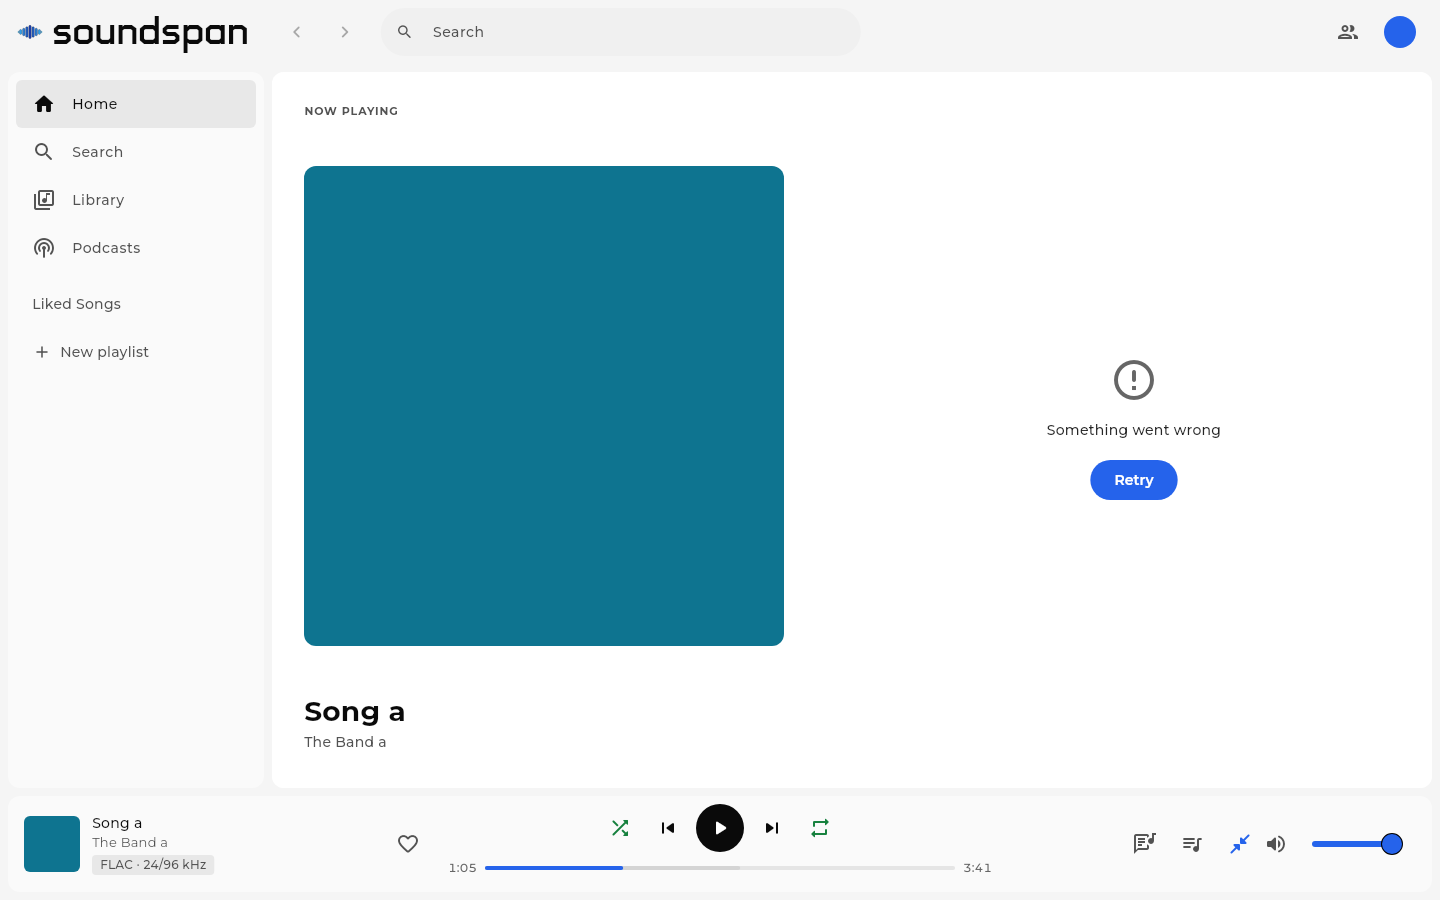 soundspan
Search
Home
Search
Library
Podcasts
Liked Songs
New playlist
NOW PLAYING
Song a
The Band a
Something went wrong
Retry
Song a
The Band a
FLAC · 24/96 kHz
1:05
3:41